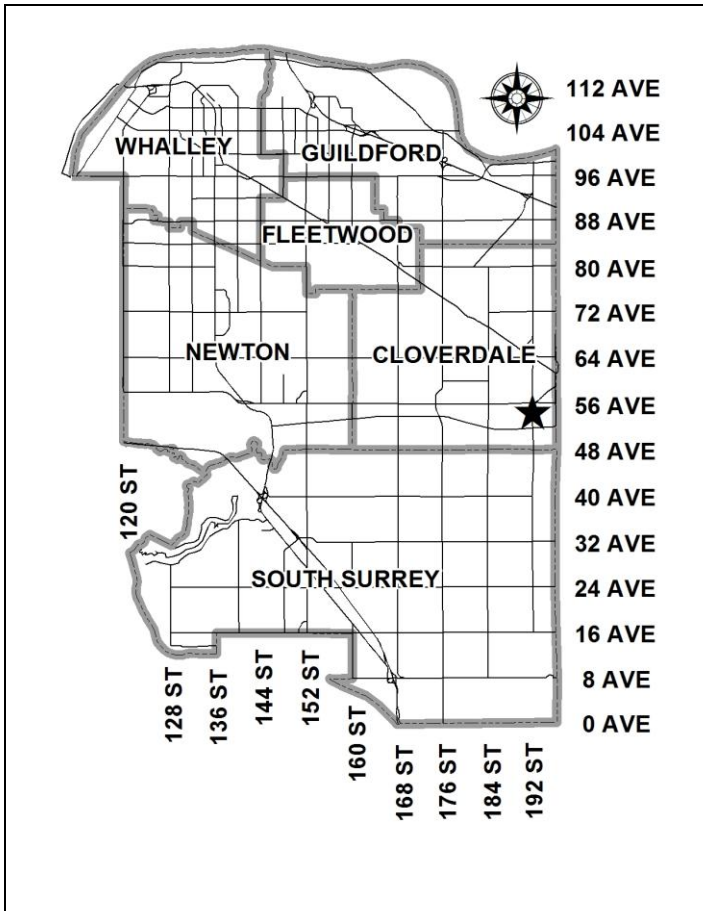 112 AVE
104 AVE
WHALLEY
GUILDFORD
96 AVE
88 AVE
FLEETWOOD
80 AVE
72 AVE
NEWTON
CLOVERDALE
64 AVE
56 AVE
48 AVE
120 ST
40 AVE
32 AVE
SOUTH SURREY
24 AVE
16 AVE
8 AVE
0 AVE
128 ST
136 ST
144 ST
152 ST
160 ST
168 ST
176 ST
184 ST
192 ST